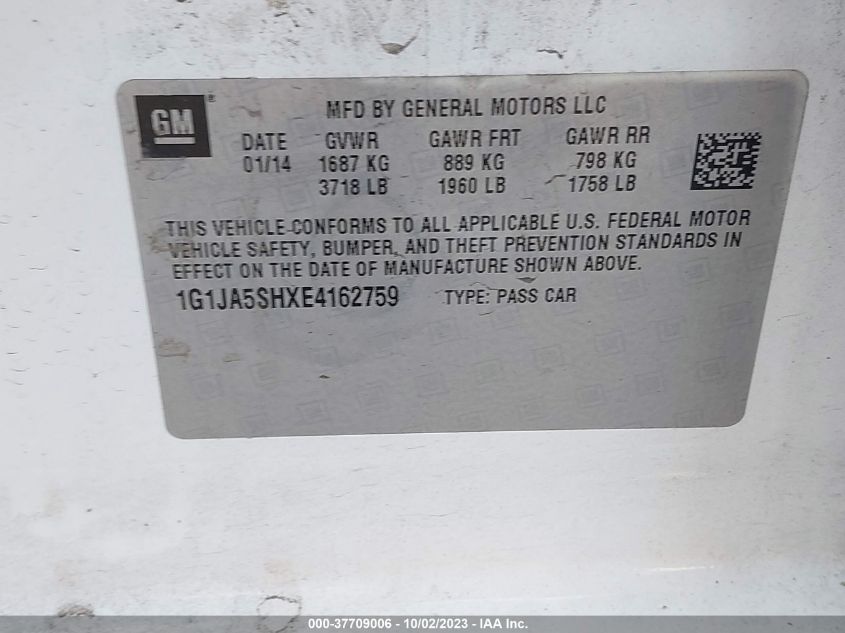 GM ®
MFD BY GENERAL MOTORS LLC
DATE GVWR GAWR FRT GAWR RR
01/14 1687 KG 889 KG 798 KG
3718 LB 1960 LB 1758 LB
THIS VEHICLE CONFORMS TO ALL APPLICABLE U.S. FEDERAL MOTOR
VEHICLE SAFETY, BUMPER, AND THEFT PREVENTION STANDARDS IN
EFFECT ON THE DATE OF MANUFACTURE SHOWN ABOVE.
1G1JA5SHXE4162759 TYPE: PASS CAR
000-37709006 - 10/02/2023 - IAA Inc.